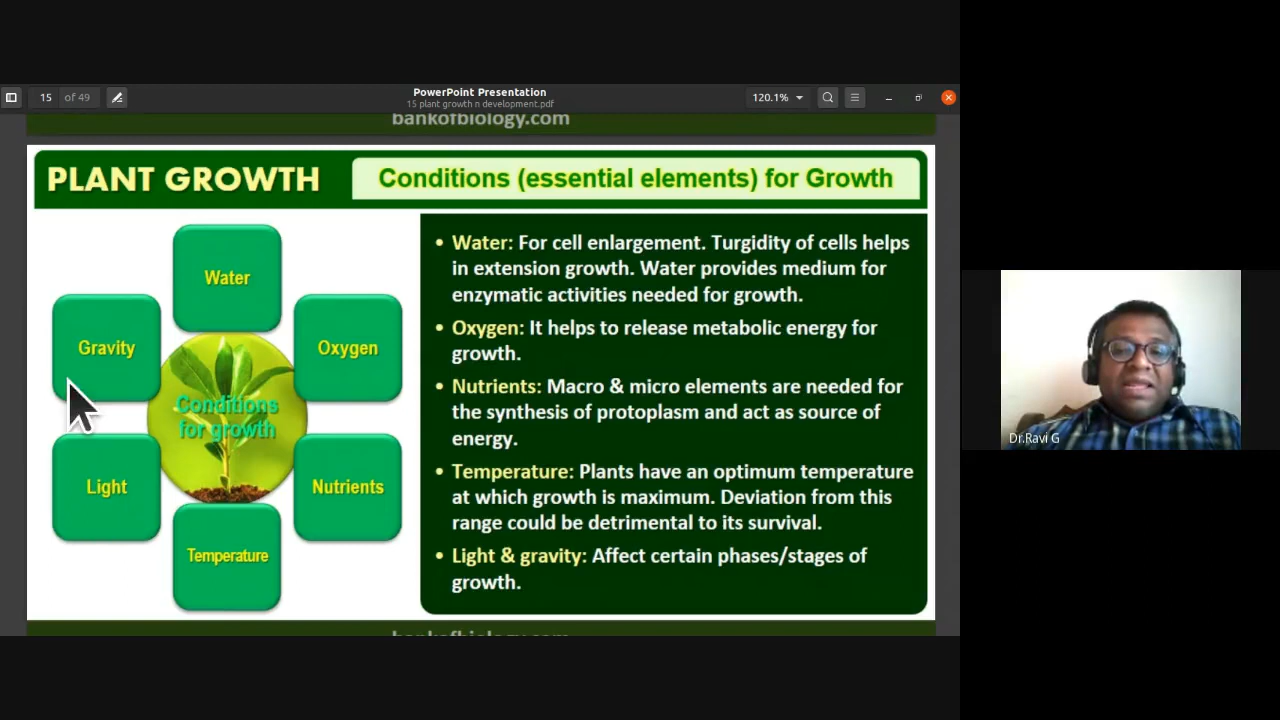 PowerPoint Presentation
15 of 49
15 plant growth n development.pdf
120.1%
bankofbiology.com
PLANT GROWTH
Conditions (essential elements) for Growth
Water
Gravity
Oxygen
Conditions
for growth
Light
Nutrients
Temperature
• Water: For cell enlargement. Turgidity of cells helps
in extension growth. Water provides medium for
enzymatic activities needed for growth.
• Oxygen: It helps to release metabolic energy for
growth.
• Nutrients: Macro & micro elements are needed for
the synthesis of protoplasm and act as source of
energy.
• Temperature: Plants have an optimum temperature
at which growth is maximum. Deviation from this
range could be detrimental to its survival.
• Light & gravity: Affect certain phases/stages of
growth.
bankofbiology.com
Dr.Ravi G